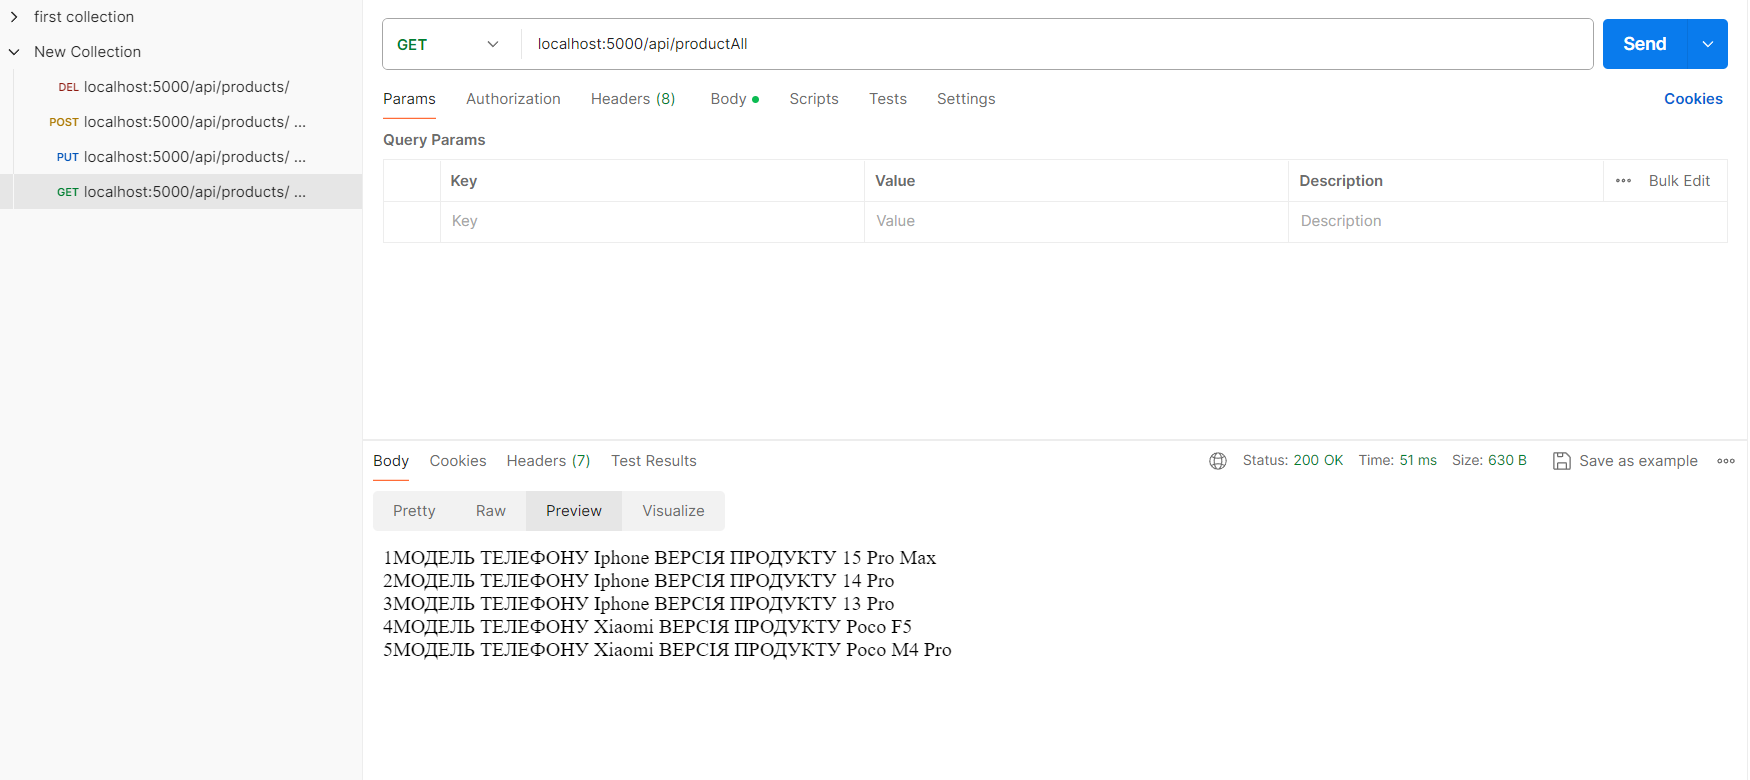 first collection
New Collection
DEL localhost:5000/api/products/
POST localhost:5000/api/products/ ...
PUT localhost:5000/api/products/ ...
GET localhost:5000/api/products/ ...
GET localhost:5000/api/productAll Send
Params Authorization Headers (8) Body Scripts Tests Settings Cookies
Query Params
Key Value Description ••• Bulk Edit
Key Value Description
Body Cookies Headers (7) Test Results Status: 200 OK Time: 51 ms Size: 630 B Save as example
Pretty Raw Preview Visualize
1МОДЕЛЬ ТЕЛЕФОНУ Iphone ВЕРСІЯ ПРОДУКТУ 15 Pro Max
2МОДЕЛЬ ТЕЛЕФОНУ Iphone ВЕРСІЯ ПРОДУКТУ 14 Pro
3МОДЕЛЬ ТЕЛЕФОНУ Iphone ВЕРСІЯ ПРОДУКТУ 13 Pro
4МОДЕЛЬ ТЕЛЕФОНУ Xiaomi ВЕРСІЯ ПРОДУКТУ Poco F5
5МОДЕЛЬ ТЕЛЕФОНУ Xiaomi ВЕРСІЯ ПРОДУКТУ Poco M4 Pro